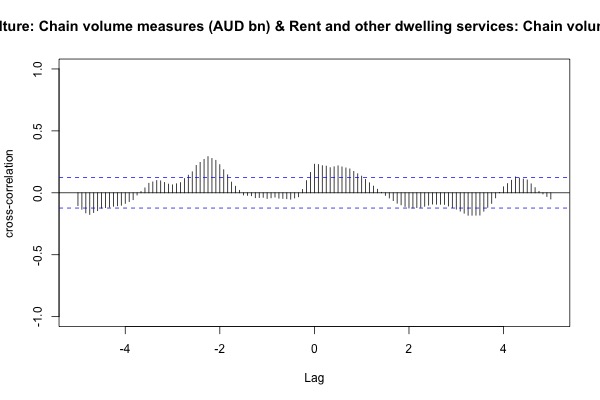 lture: Chain volume measures (AUD bn) & Rent and other dwelling services: Chain volur
1.0
0.5
0.0
-0.5
-1.0
cross-correlation
-4 -2 0 2 4
Lag